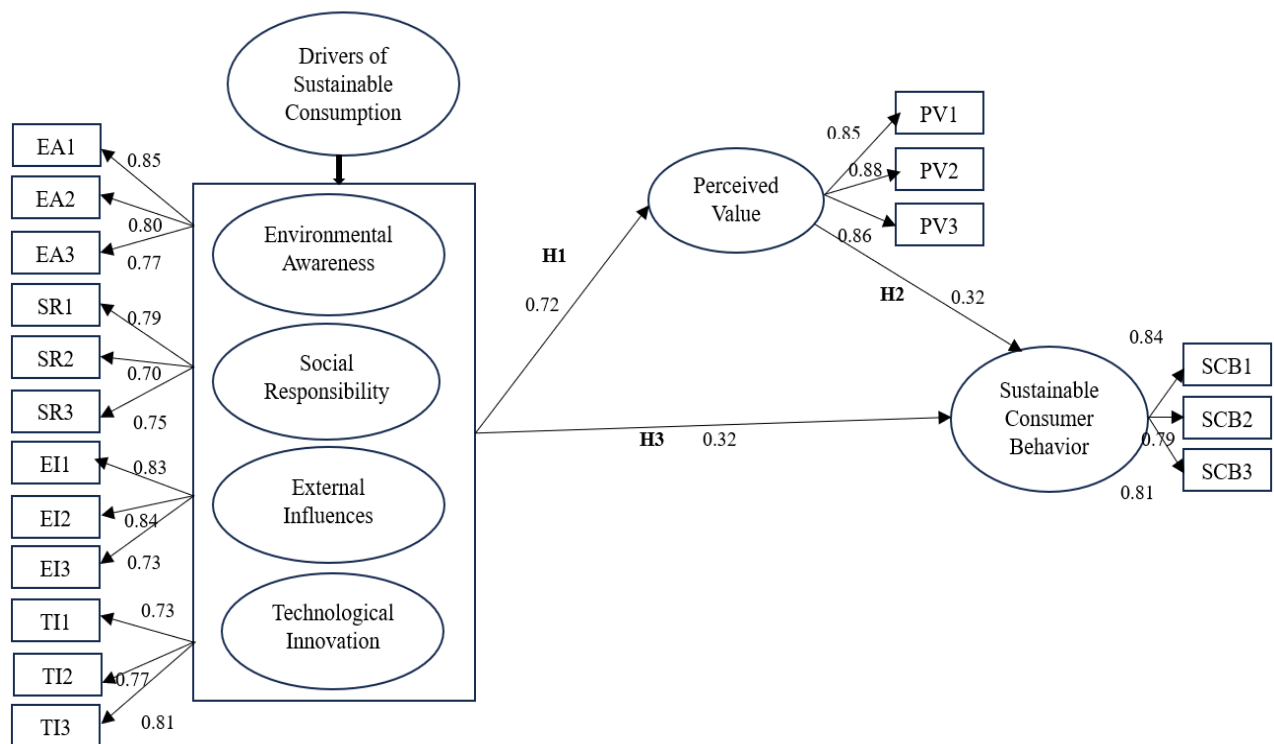 Drivers of
Sustainable
Consumption
EA1
0.85
EA2
0.80
EA3
0.77
SR1
0.79
SR2
0.70
SR3
0.75
EI1
0.83
EI2
0.84
EI3
0.73
TI1
0.73
TI2
0.77
TI3
0.81
Environmental
Awareness
Social
Responsibility
External
Influences
Technological
Innovation
H1
0.72
H3 0.32
Perceived
Value
0.85
PV1
0.88
PV2
0.86
PV3
H2 0.32
Sustainable
Consumer
Behavior
0.84
SCB1
SCB2
0.79
SCB3
0.81